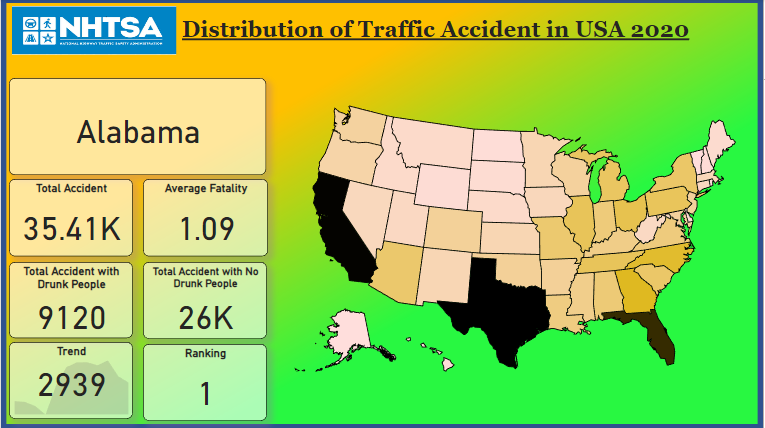 NHTSA
NATIONAL HIGHWAY TRAFFIC SAFETY ADMINISTRATION
Distribution of Traffic Accident in USA 2020
Alabama
Total Accident
35.41K
Average Fatality
1.09
Total Accident with
Drunk People
9120
Total Accident with No
Drunk People
26K
Trend
2939
Ranking
1